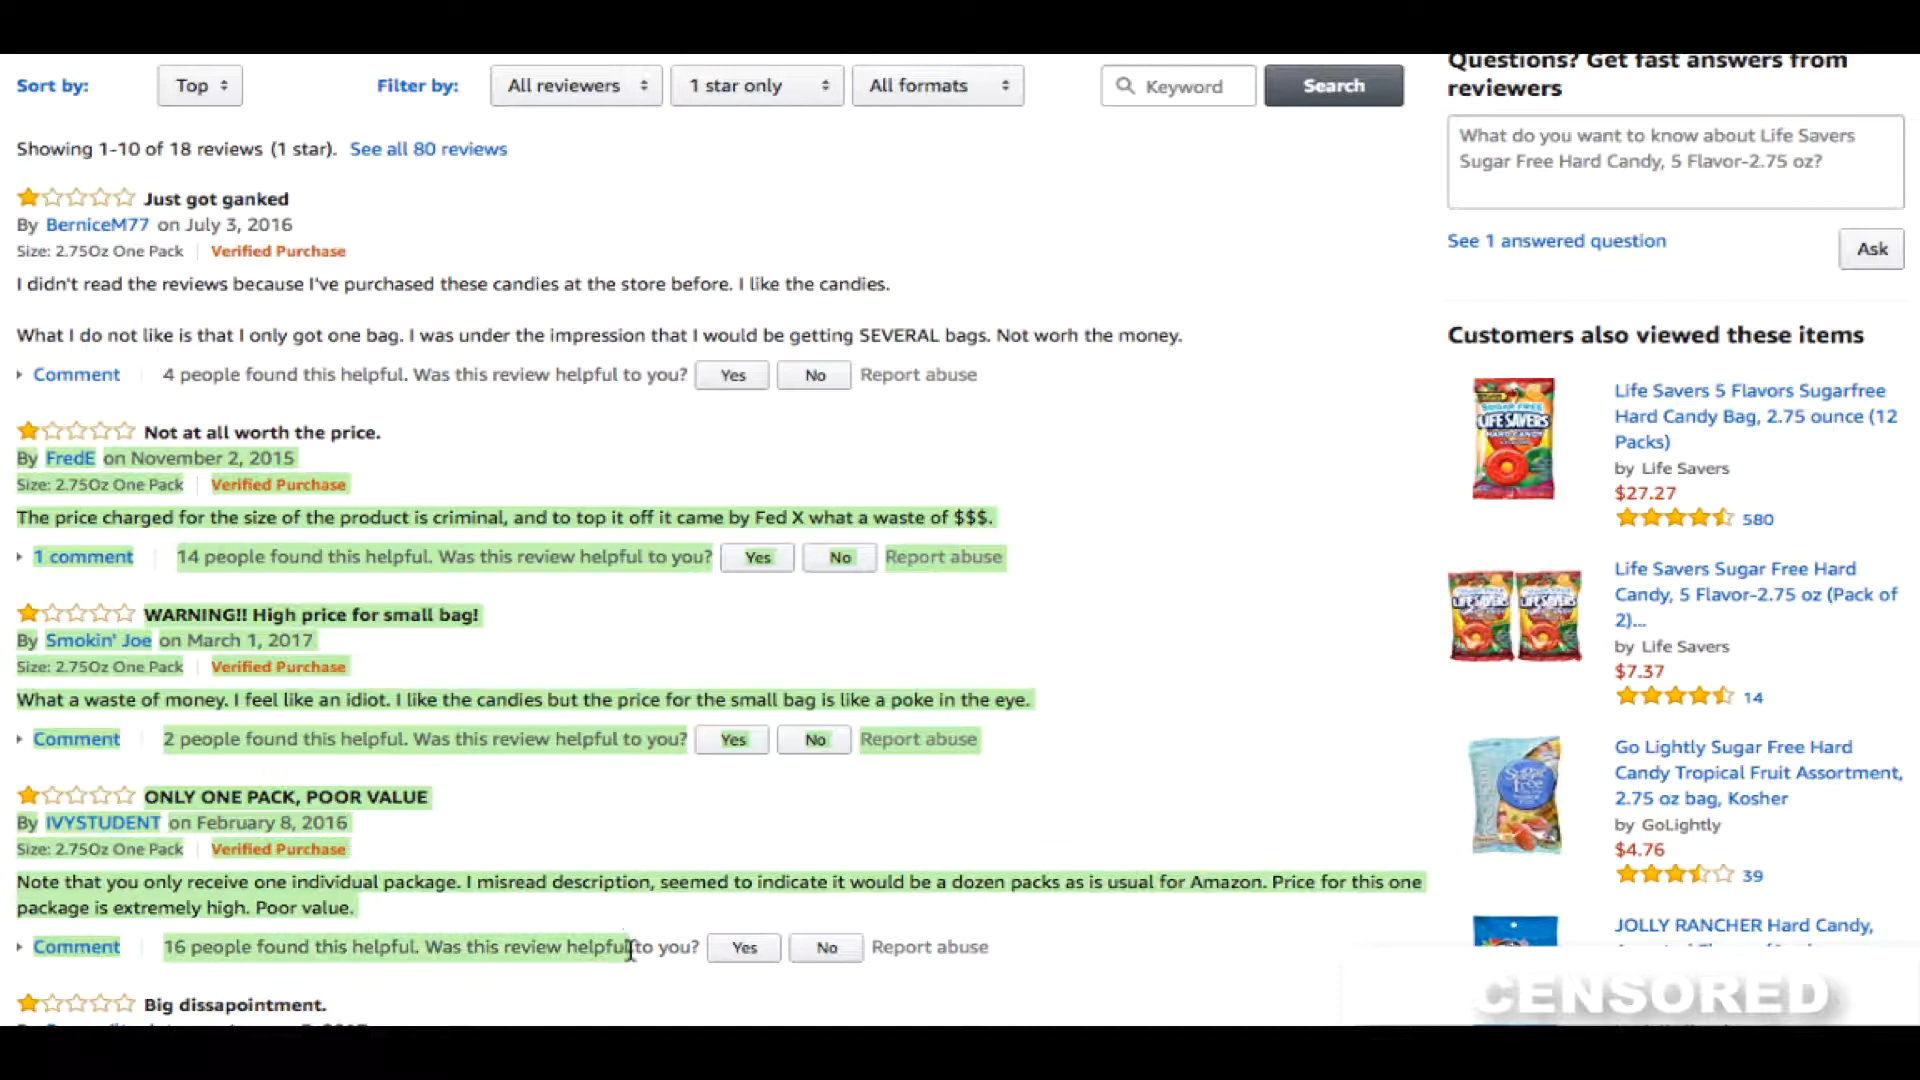 Questions? Get fast answers from
reviewers
Sort by:
Top
Filter by:
All reviewers
1 star only
All formats
Keyword
Search
What do you want to know about Life Savers
Sugar Free Hard Candy, 5 Flavor-2.75 oz?
See 1 answered question
Ask
Showing 1-10 of 18 reviews (1 star). See all 80 reviews
Just got ganked
By BerniceM77 on July 3, 2016
Size: 2.75Oz One Pack | Verified Purchase
I didn't read the reviews because I've purchased these candies at the store before. I like the candies.
What I do not like is that I only got one bag. I was under the impression that I would be getting SEVERAL bags. Not worh the money.
Comment 4 people found this helpful. Was this review helpful to you? Yes No Report abuse
Not at all worth the price.
By FredE on November 2, 2015
Size: 2.75Oz One Pack | Verified Purchase
The price charged for the size of the product is criminal, and to top it off it came by Fed X what a waste of $$$.
1 comment 14 people found this helpful. Was this review helpful to you? Yes No Report abuse
WARNING!! High price for small bag!
By Smokin' Joe on March 1, 2017
Size: 2.75Oz One Pack | Verified Purchase
What a waste of money. I feel like an idiot. I like the candies but the price for the small bag is like a poke in the eye.
Comment 2 people found this helpful. Was this review helpful to you? Yes No Report abuse
ONLY ONE PACK, POOR VALUE
By IVYSTUDENT on February 8, 2016
Size: 2.75Oz One Pack | Verified Purchase
Note that you only receive one individual package. I misread description, seemed to indicate it would be a dozen packs as is usual for Amazon. Price for this one
package is extremely high. Poor value.
Comment 16 people found this helpful. Was this review helpful to you? Yes No Report abuse
Big dissapointment.
Customers also viewed these items
SUGAR FREE
LIFE SAVERS
HARD CANDY
Life Savers 5 Flavors Sugarfree
Hard Candy Bag, 2.75 ounce (12
Packs)
by Life Savers
$27.27
580
LIFE SAVERS
LIFE SAVERS
Life Savers Sugar Free Hard
Candy, 5 Flavor-2.75 oz (Pack of
2)...
by Life Savers
$7.37
14
Sugar Free
Go Lightly Sugar Free Hard
Candy Tropical Fruit Assortment,
2.75 oz bag, Kosher
by GoLightly
$4.76
39
JOLLY RANCHER Hard Candy,
CENSORED